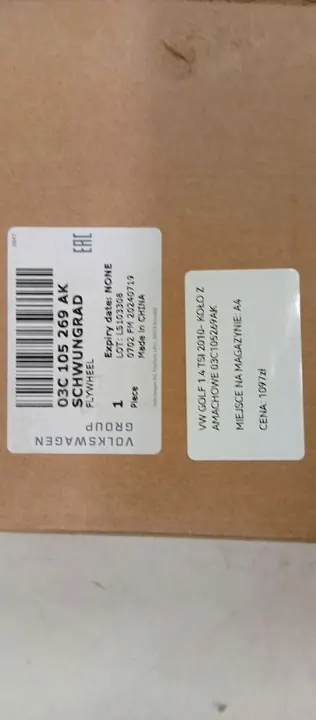 VOLKSWAGEN
GROUP
03C 105 269 AK
SCHWUNGRAD
FLYWHEEL
EAC
1
Piece
Expiry date: NONE
LOT: LS103308
0702 FM 20240719
Made in CHINA
VW GOLF 1.4 TSI 2010- KOŁO Z
AMACHOWE 03C105269AK
MIEJSCE NA MAGAZYNIE: A4
CENA: 1097zł